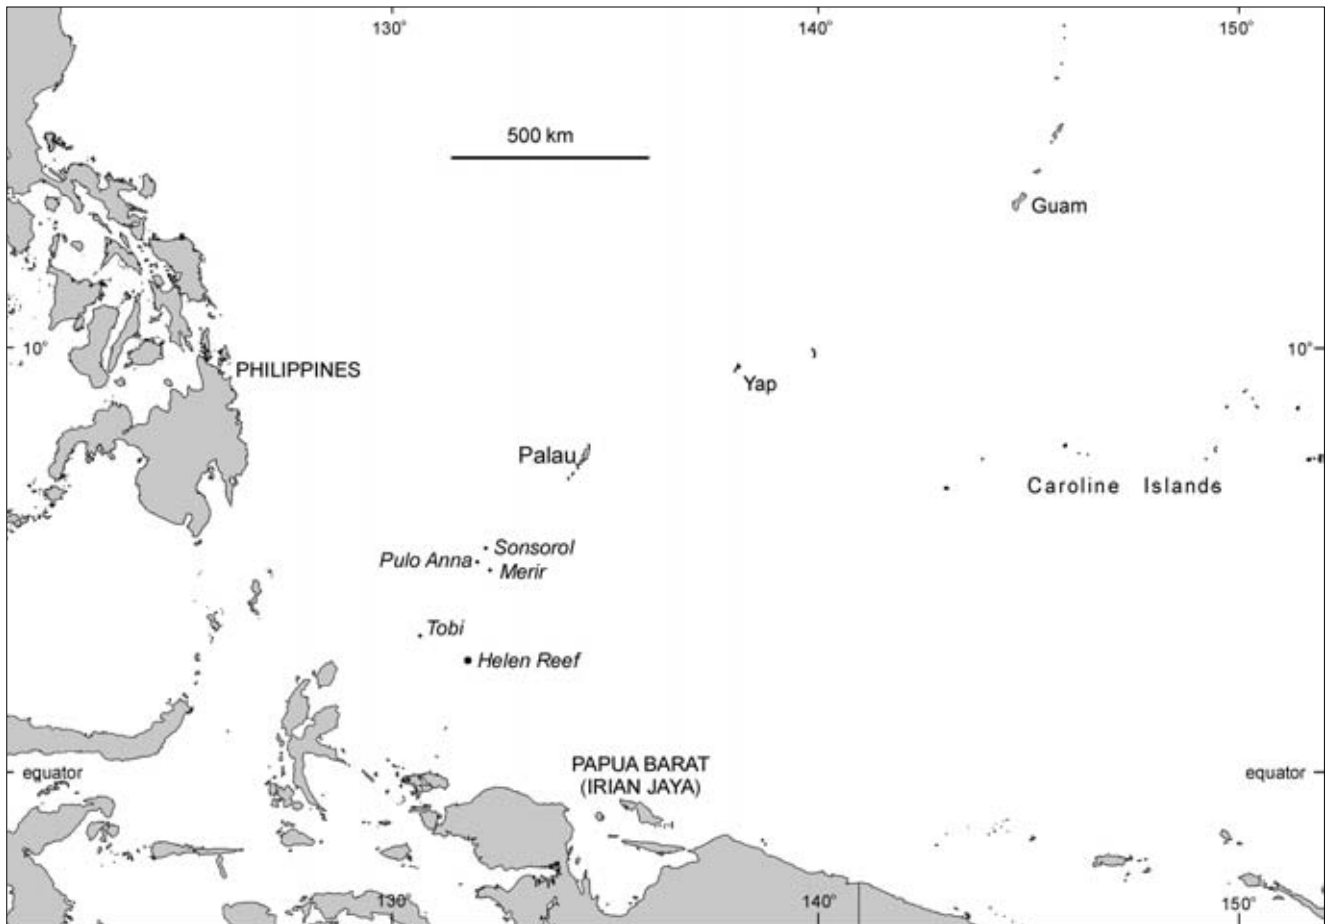 130°
140°
150°
500 km
Guam
10°
10°
PHILIPPINES
Yap
Palau
Caroline Islands
Sonsorol
Pulo Anna
Merir
Tobi
Helen Reef
PAPUA BARAT
(IRIAN JAYA)
equator
equator
130°
140°
150°